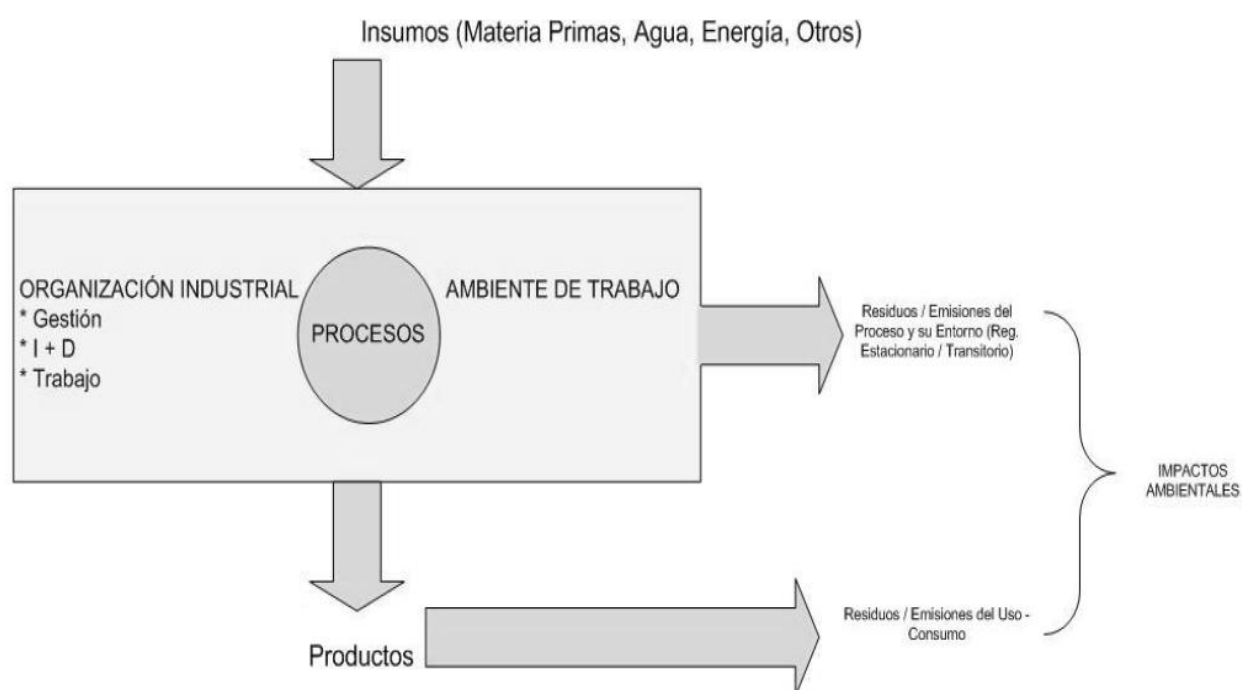 Insumos (Materia Primas, Agua, Energía, Otros)
ORGANIZACIÓN INDUSTRIAL
* Gestión
* I + D
* Trabajo
PROCESOS
AMBIENTE DE TRABAJO
Residuos / Emisiones del
Proceso y su Entorno (Reg.
Estacionario / Transitorio)
IMPACTOS
AMBIENTALES
Productos
Residuos / Emisiones del Uso -
Consumo